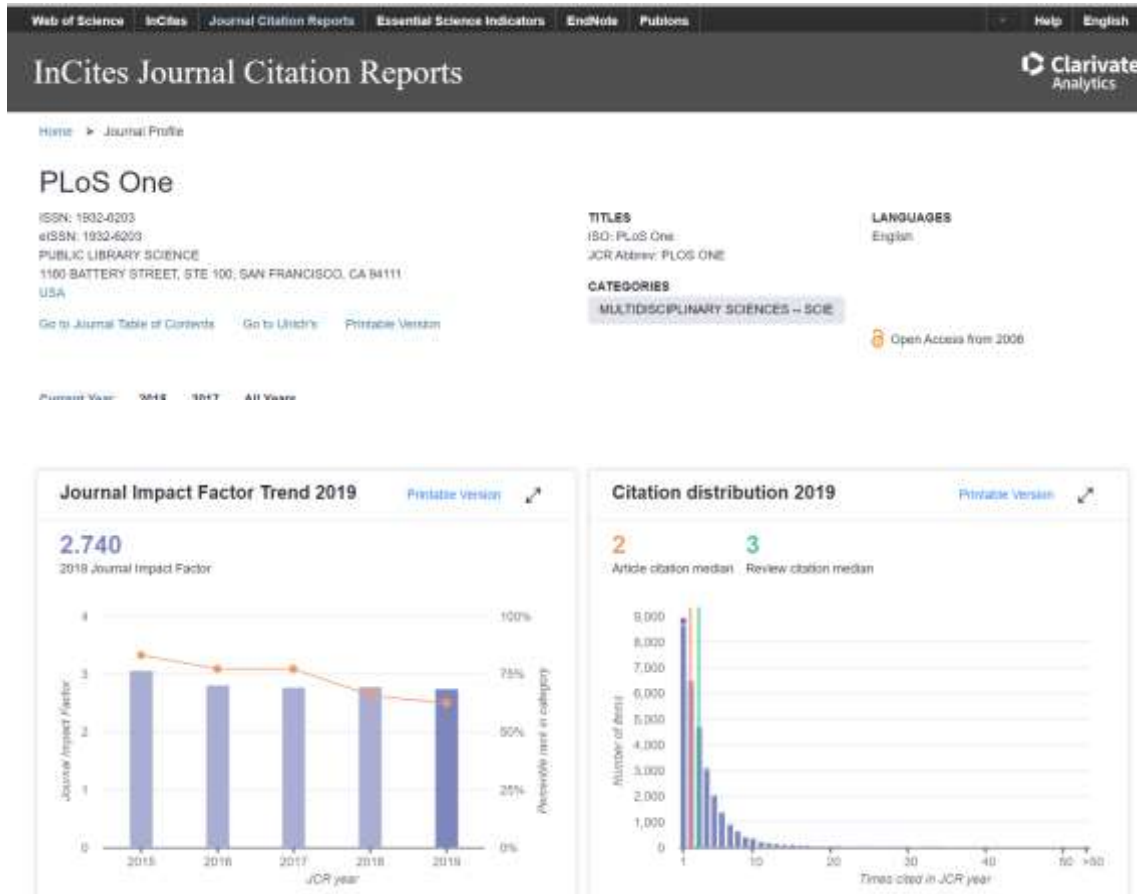 Web of Science InCites Journal Citation Reports Essential Science Indicators EndNote Publons Help English
InCites Journal Citation Reports
Clarivate
Analytics
Home Journal Profile
PLoS One
ISSN: 1932-6203
eISSN: 1932-6203
PUBLIC LIBRARY SCIENCE
1160 BATTERY STREET, STE 100, SAN FRANCISCO, CA 94111
USA
Go to Journal Table of Contents Go to Ulrich's Printable Version
TITLES
ISO: PLoS One
JCR Abbrev: PLOS ONE
CATEGORIES
MULTIDISCIPLINARY SCIENCES -- SCIE
LANGUAGES
English
Open Access from 2006
Current Year 2018 2017 All Years
Journal Impact Factor Trend 2019 Printable Version
2.740
2019 Journal Impact Factor
4 100%
3 75%
2 50%
1 25%
0 0%
Journal Impact Factor
Percentile rank in category
2015 2016 2017 2018 2019
JCR year
Citation distribution 2019 Printable Version
2 3
Article citation median Review citation median
9,000
8,000
7,000
6,000
5,000
4,000
3,000
2,000
1,000
0
Number of items
1 10 20 30 40 50 >50
Times cited in JCR year